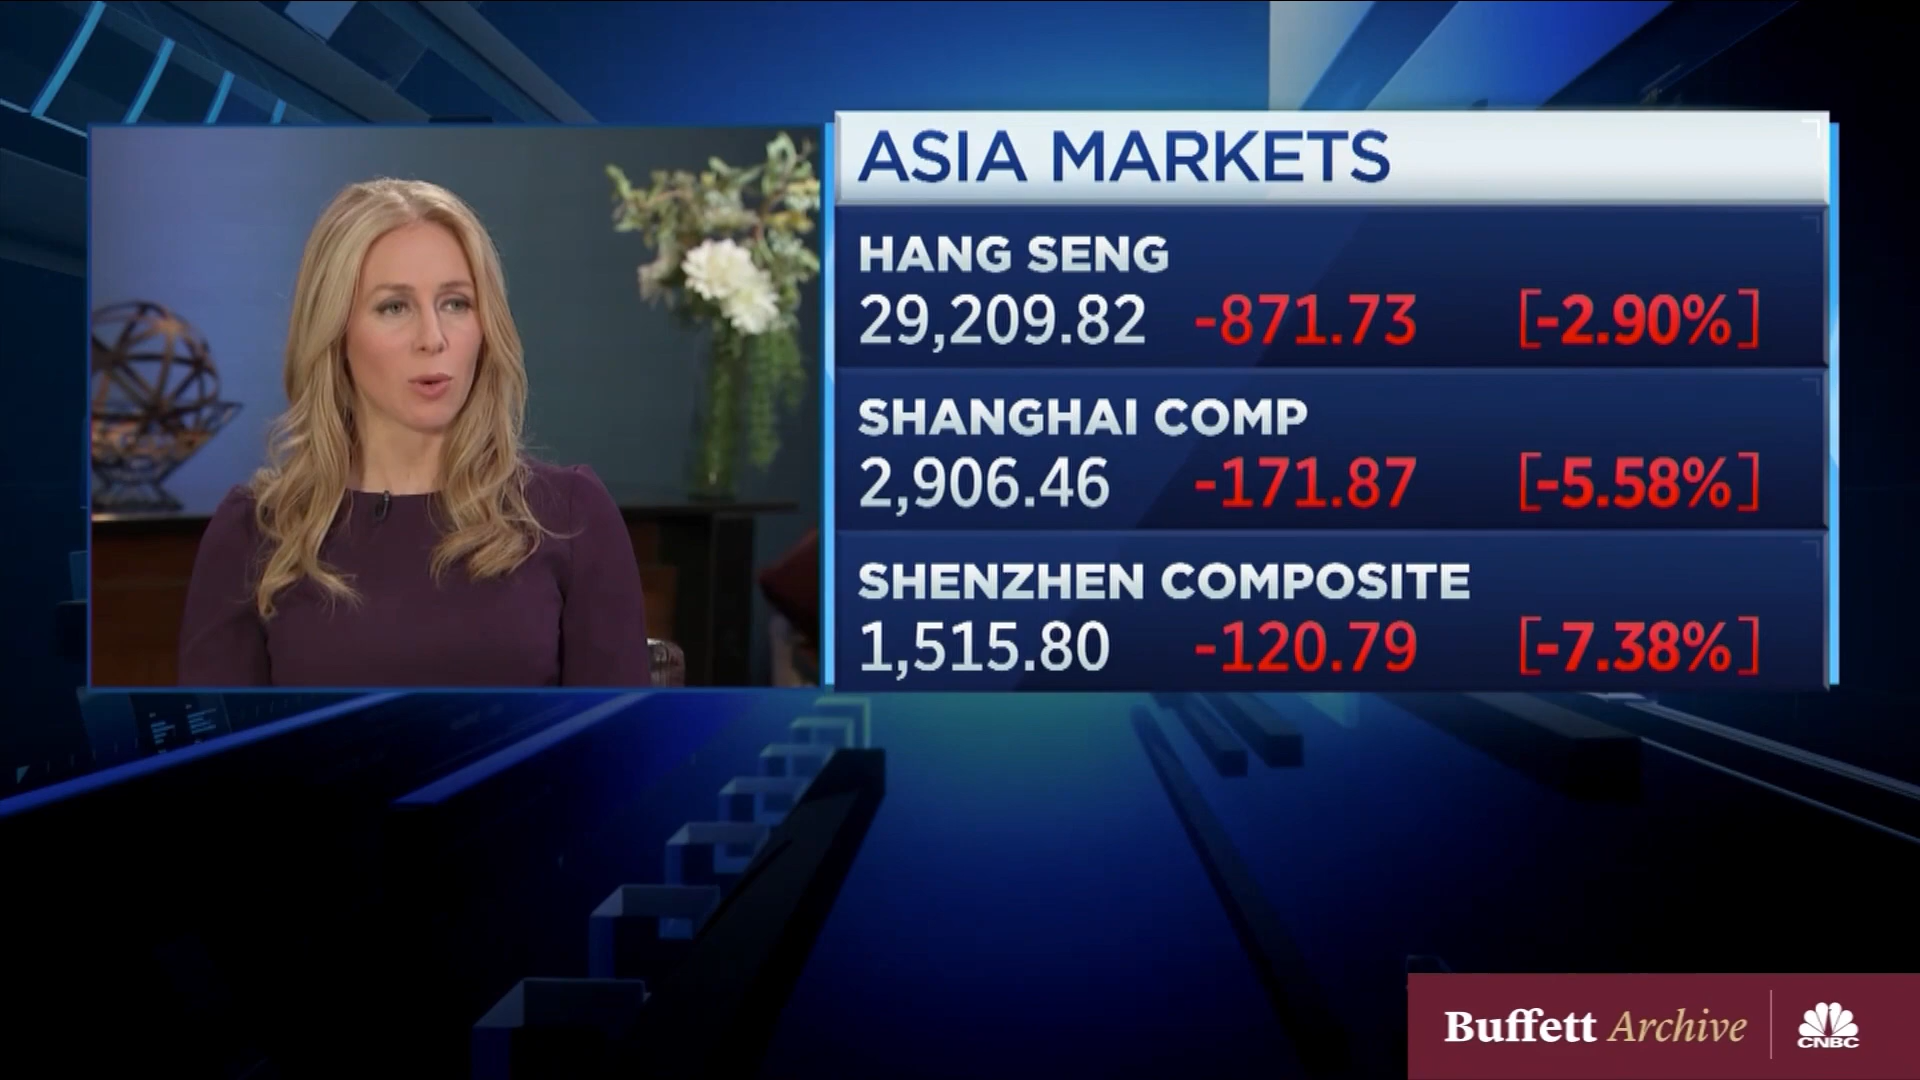 ASIA MARKETS
HANG SENG
29,209.82 -871.73 [-2.90%]
SHANGHAI COMP
2,906.46 -171.87 [-5.58%]
SHENZHEN COMPOSITE
1,515.80 -120.79 [-7.38%]
Buffett Archive
CNBC